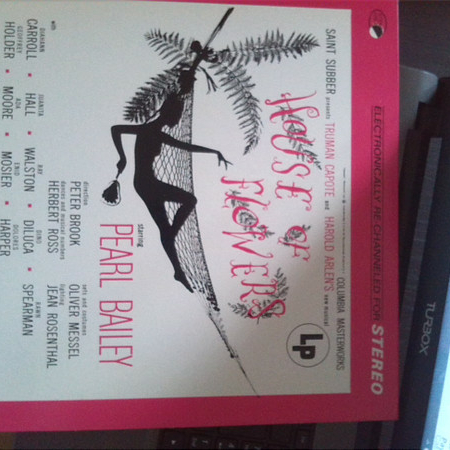 ELECTRONICALLY RE-CHANNELED FOR STEREO
COLUMBIA MASTERWORKS
Lp
SAINT SUBBER presents TRUMAN CAPOTE and HAROLD ARLEN'S new musical
HOUSE OF
FLOWERS
starring
PEARL BAILEY
direction
PETER BROOK
dances and musical numbers
HERBERT ROSS
sets and costumes
OLIVER MESSEL
lighting
JEAN ROSENTHAL
with
DIAHANN JUANITA RAY DINO DAWN
CARROLL • HALL • WALSTON • DILUCA • SPEARMAN
GEOFFREY ADA ENID DOLORES
HOLDER • MOORE • MOSIER • HARPER
TURBOX